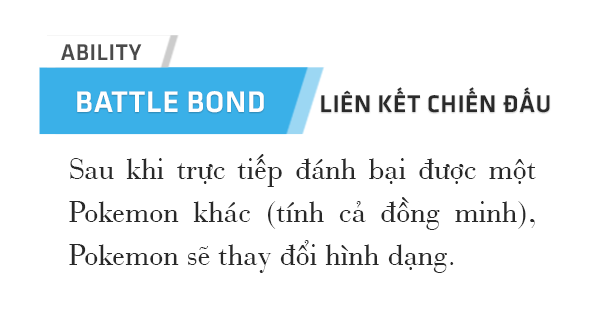 ABILITY
BATTLE BOND
LIÊN KẾT CHIẾN ĐẤU
Sau khi trực tiếp đánh bại được một
Pokemon khác (tính cả đồng minh),
Pokemon sẽ thay đổi hình dạng.